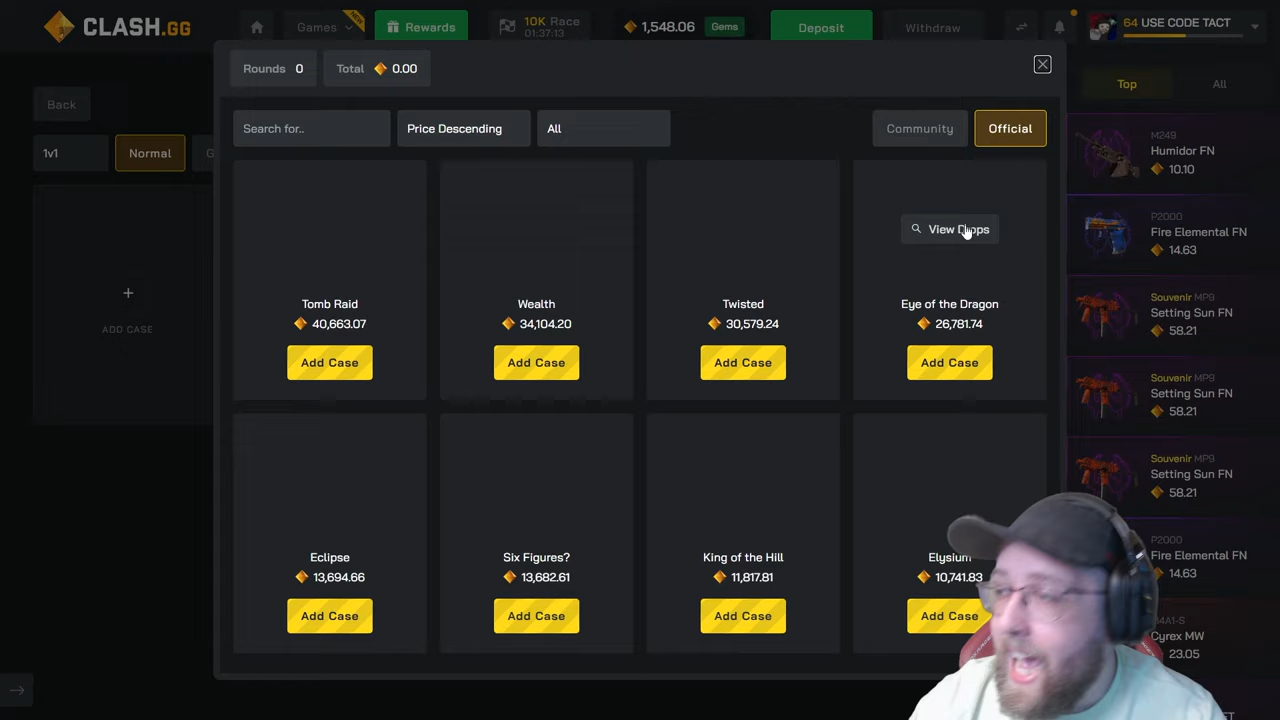 CLASH.GG
Games
NEW
Rewards
10K Race
01:37:13
1,548.06
Gems
Deposit
Withdraw
64 USE CODE TACT
Rounds 0
Total 0.00
Back
Top
All
Search for..
Price Descending
All
Community
Official
1v1
Normal
G
M249
Humidor FN
10.10
View Drops
P2000
Fire Elemental FN
14.63
Tomb Raid
40,663.07
Add Case
Wealth
34,104.20
Add Case
Twisted
30,579.24
Add Case
Eye of the Dragon
26,781.74
Add Case
ADD CASE
Souvenir MP9
Setting Sun FN
58.21
Souvenir MP9
Setting Sun FN
58.21
Souvenir MP9
Setting Sun FN
58.21
Eclipse
13,694.66
Add Case
Six Figures?
13,682.61
Add Case
King of the Hill
11,817.81
Add Case
Elysium
10,741.83
Add Case
P2000
Fire Elemental FN
14.63
Cyrex MW
23.05